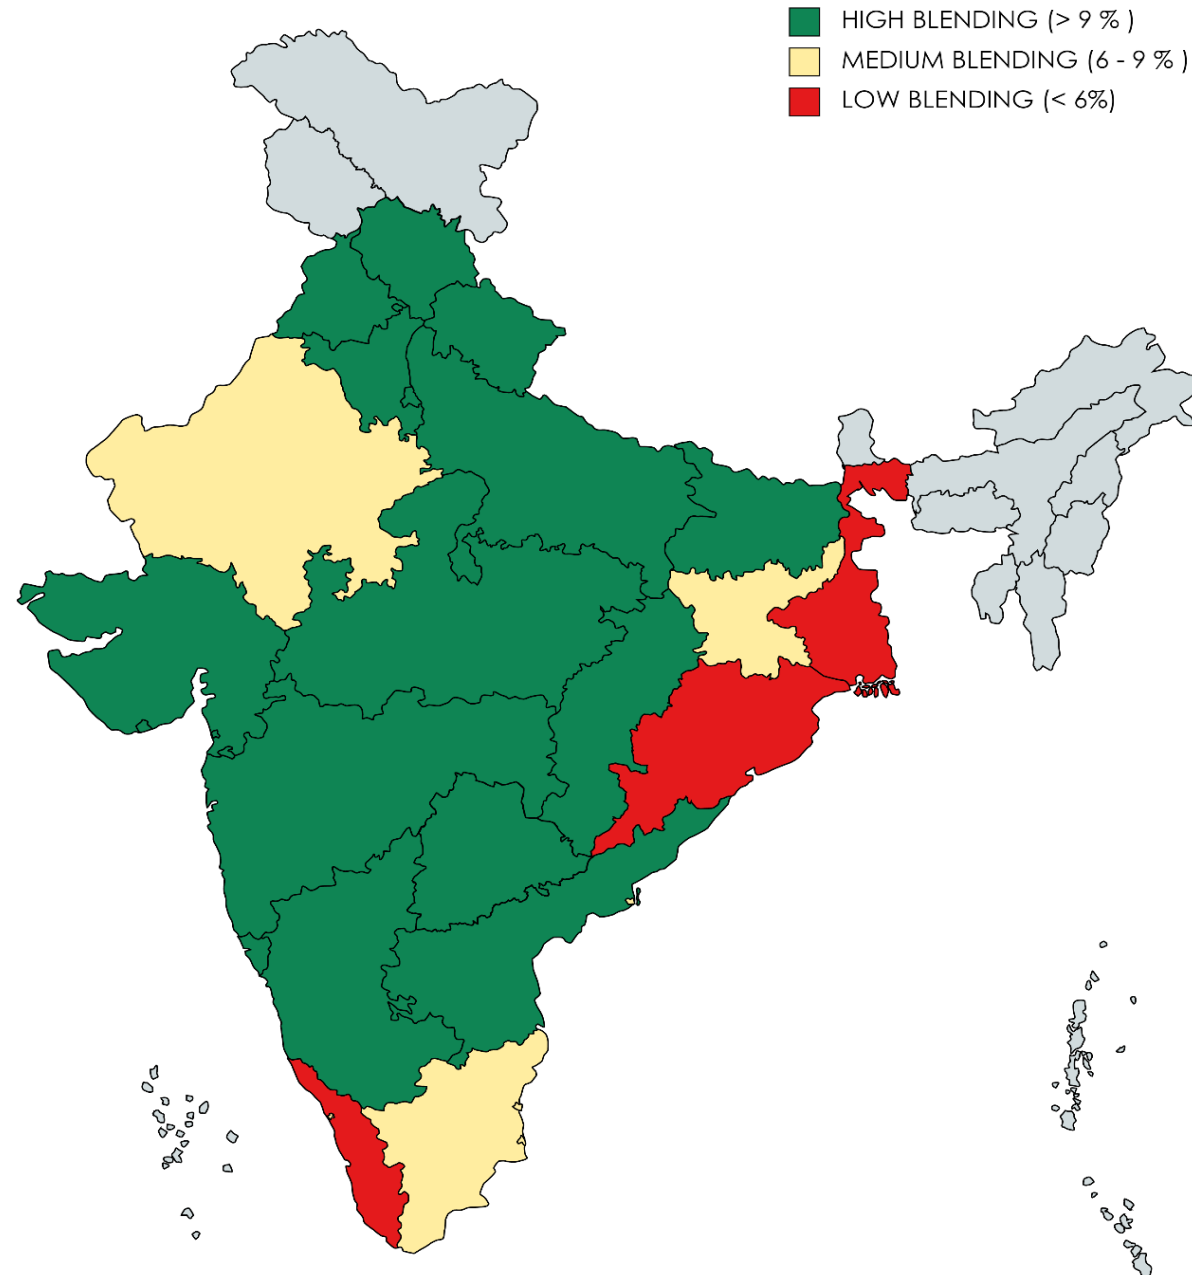 HIGH BLENDING (> 9 % )
MEDIUM BLENDING (6 - 9 % )
LOW BLENDING (< 6%)